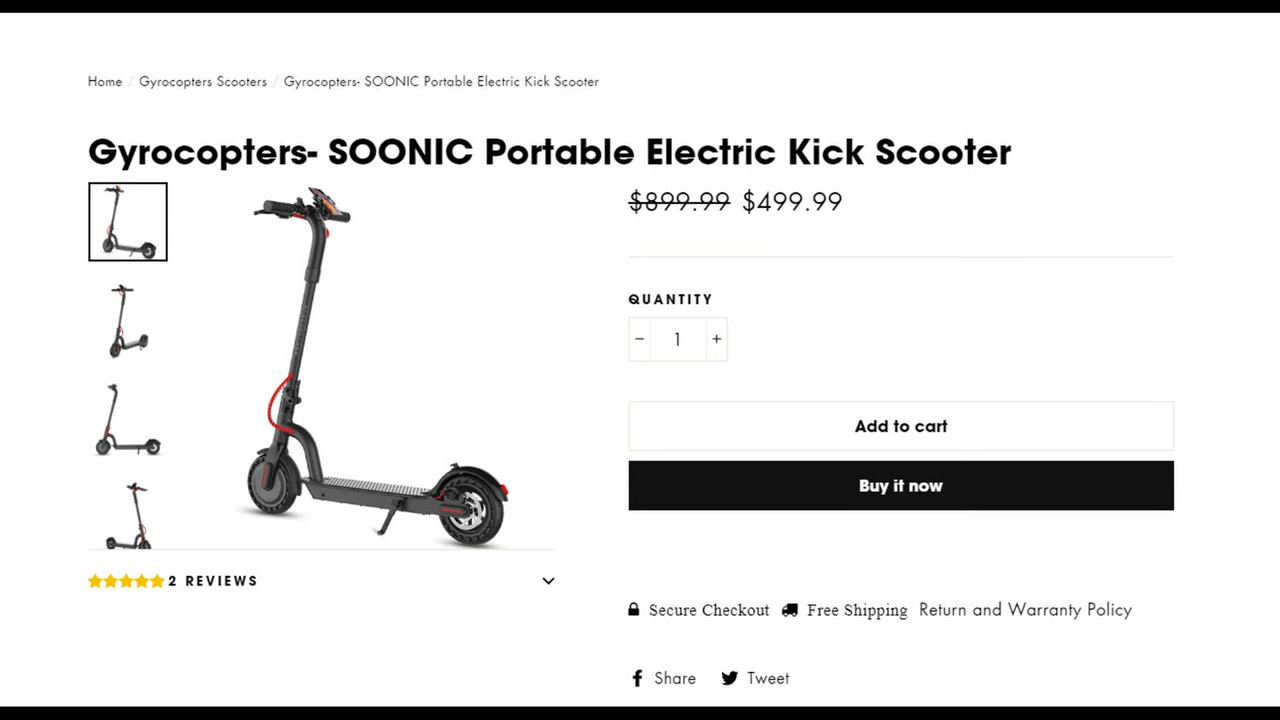 Home / Gyrocopters Scooters / Gyrocopters- SOONIC Portable Electric Kick Scooter
Gyrocopters- SOONIC Portable Electric Kick Scooter
$899.99 $499.99
QUANTITY
− 1 +
Add to cart
Buy it now
2 REVIEWS
Secure Checkout Free Shipping Return and Warranty Policy
Share Tweet